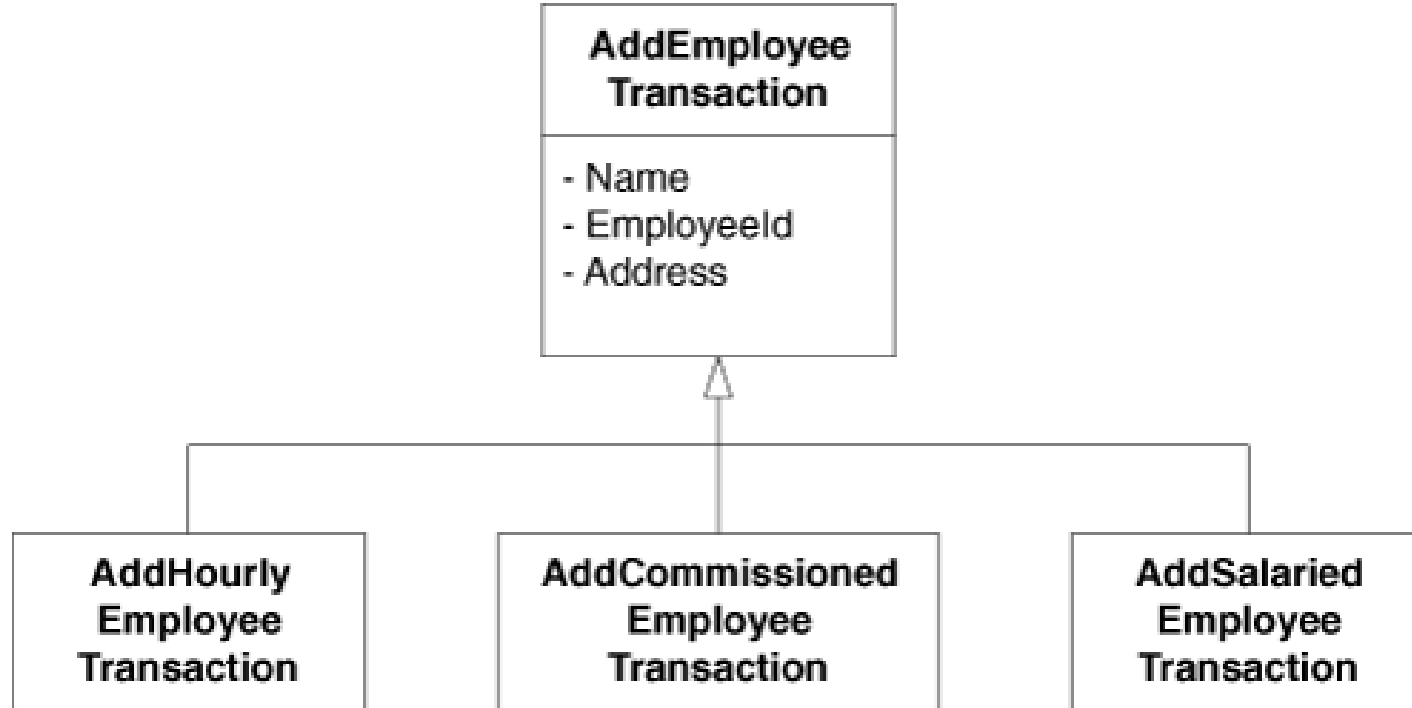 AddEmployee
Transaction
- Name
- EmployeeId
- Address
AddHourly
Employee
Transaction
AddCommissioned
Employee
Transaction
AddSalaried
Employee
Transaction